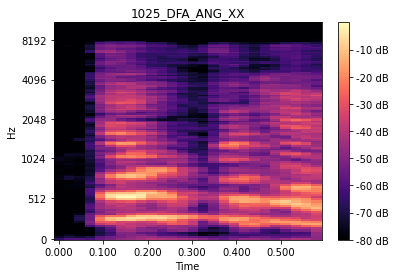 1025_DFA_ANG_XX
8192
4096
2048
1024
512
0
Hz
0.000 0.100 0.200 0.300 0.400 0.500
Time
-10 dB
-20 dB
-30 dB
-40 dB
-50 dB
-60 dB
-70 dB
-80 dB